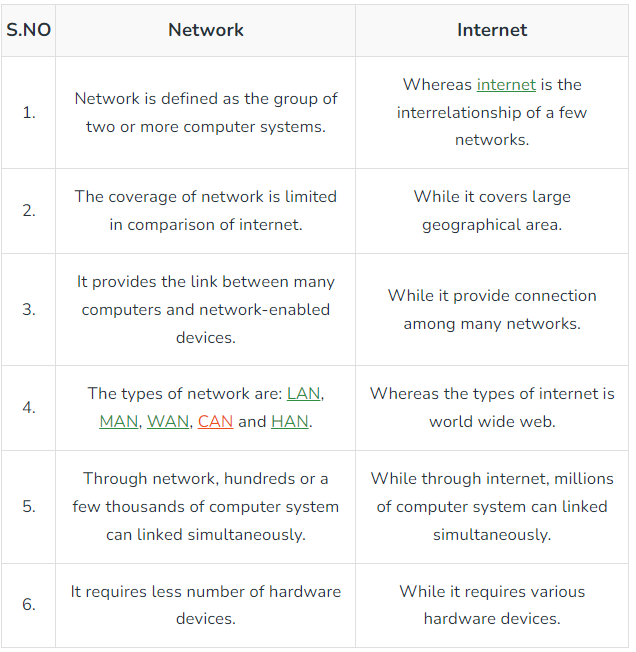 S.NO Network Internet
1. Network is defined as the group of
two or more computer systems.
Whereas internet is the
interrelationship of a few
networks.
2. The coverage of network is limited
in comparison of internet.
While it covers large
geographical area.
3. It provides the link between many
computers and network-enabled
devices.
While it provide connection
among many networks.
4. The types of network are: LAN,
MAN, WAN, CAN and HAN.
Whereas the types of internet is
world wide web.
5. Through network, hundreds or a
few thousands of computer system
can linked simultaneously.
While through internet, millions
of computer system can linked
simultaneously.
6. It requires less number of hardware
devices.
While it requires various
hardware devices.